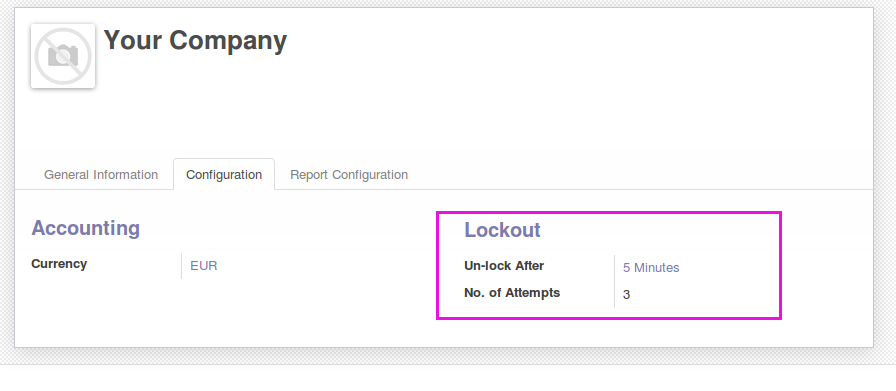 Your Company
General Information Configuration Report Configuration
Accounting
Currency EUR
Lockout
Un-lock After 5 Minutes
No. of Attempts 3